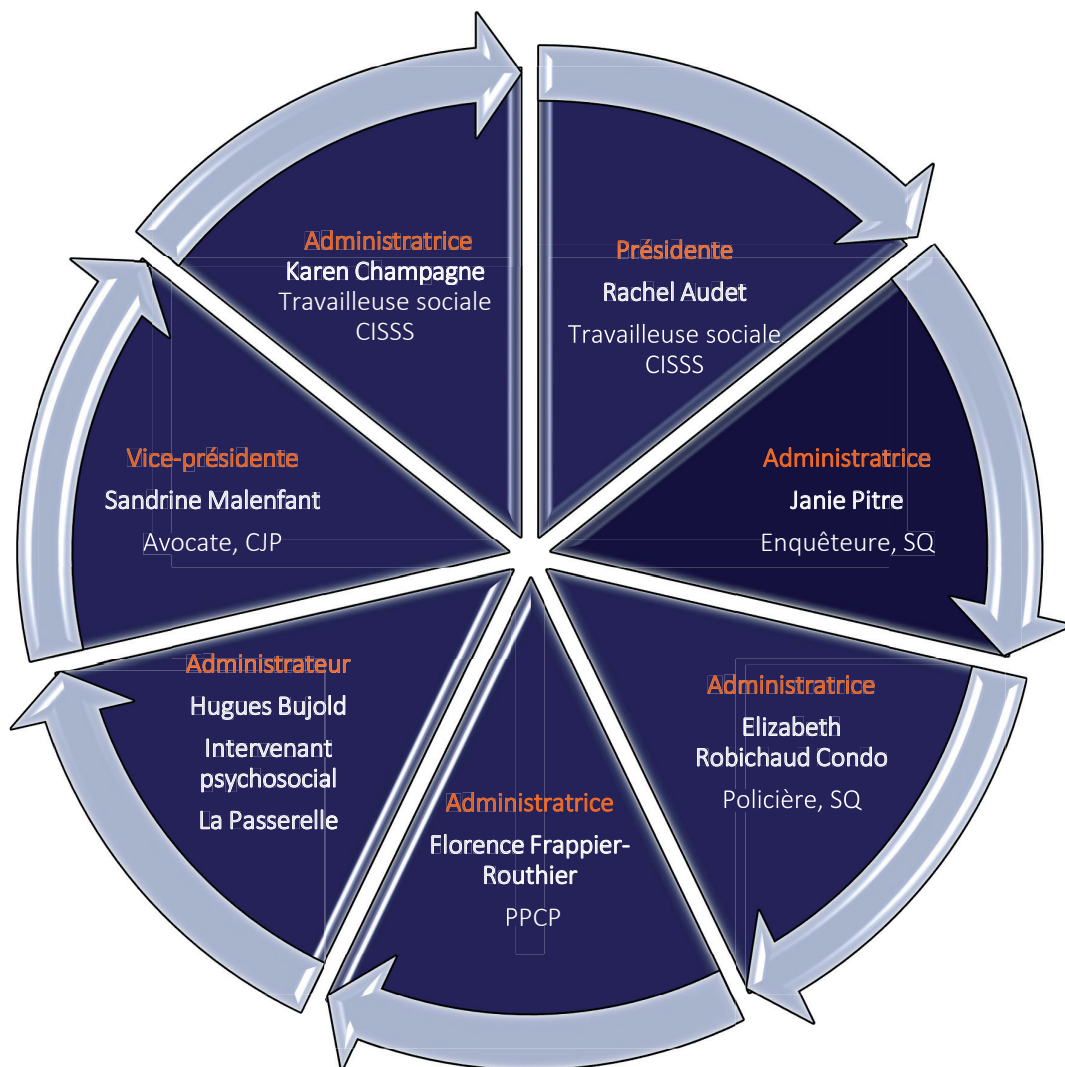 Présidente
Rachel Audet
Travailleuse sociale
CISSS
Administratrice
Janie Pitre
Enquêteure, SQ
Administratrice
Elizabeth
Robichaud Condo
Policière, SQ
Administratrice
Florence Frappier-
Routhier
PPCP
Administrateur
Hugues Bujold
Intervenant
psychosocial
La Passerelle
Vice-présidente
Sandrine Malenfant
Avocate, CJP
Administratrice
Karen Champagne
Travailleuse sociale
CISSS